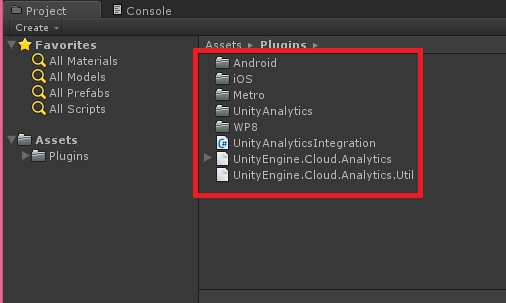 Project
Console
Create
Favorites
All Materials
All Models
All Prefabs
All Scripts
Assets
Plugins
Assets ▸ Plugins ▸
Android
iOS
Metro
UnityAnalytics
WP8
UnityAnalyticsIntegration
UnityEngine.Cloud.Analytics
UnityEngine.Cloud.Analytics.Util